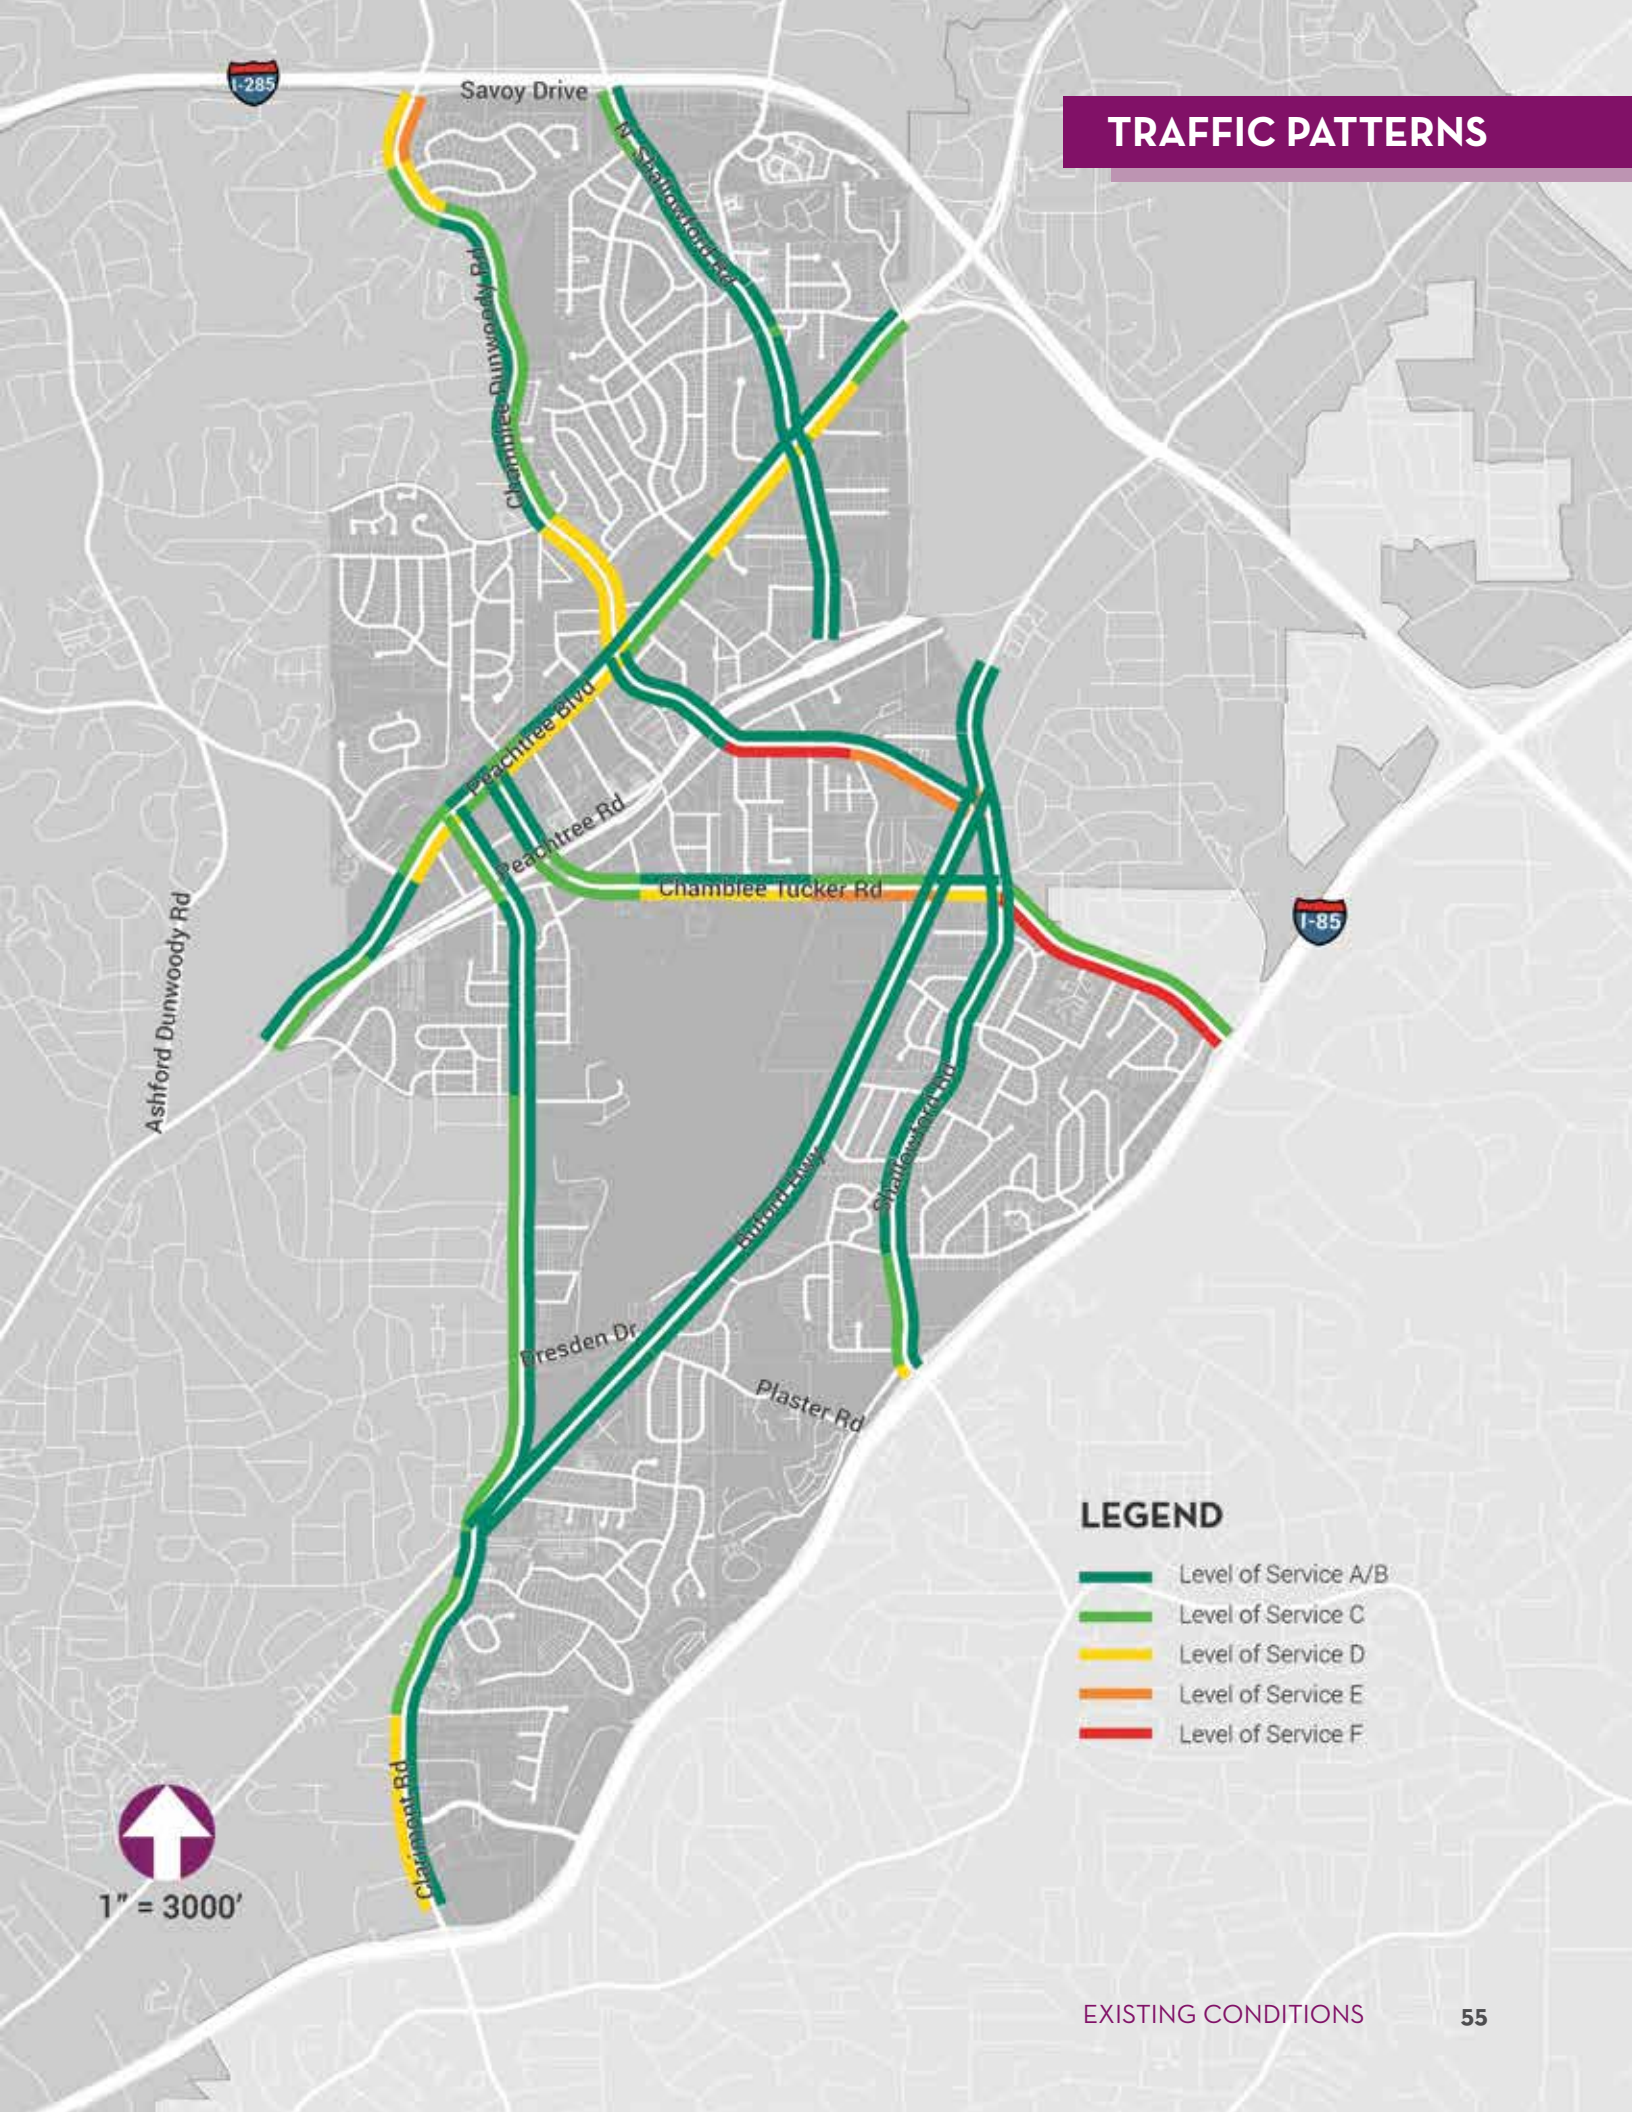 I-285
Savoy Drive
TRAFFIC PATTERNS
N. Shallowford Rd
Chamblee Dunwoody Rd
Peachtree Blvd
Peachtree Rd
Chamblee Tucker Rd
I-85
Ashford Dunwoody Rd
Shallowford Rd
Buford Hwy
Dresden Dr
Plaster Rd
LEGEND
Level of Service A/B
Level of Service C
Level of Service D
Level of Service E
Level of Service F
Clairmont Rd
1" = 3000'
EXISTING CONDITIONS 55